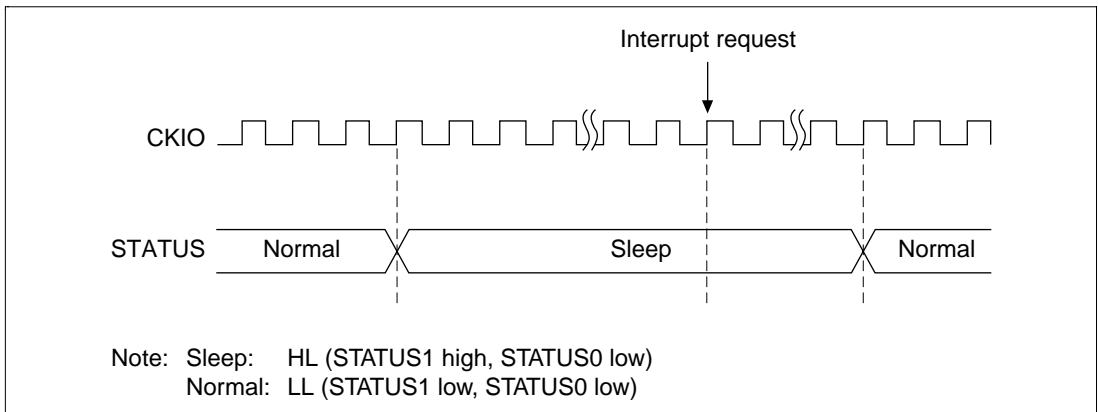 Interrupt request
CKIO
STATUS
Normal
Sleep
Normal
Note: Sleep: HL (STATUS1 high, STATUS0 low)
Normal: LL (STATUS1 low, STATUS0 low)